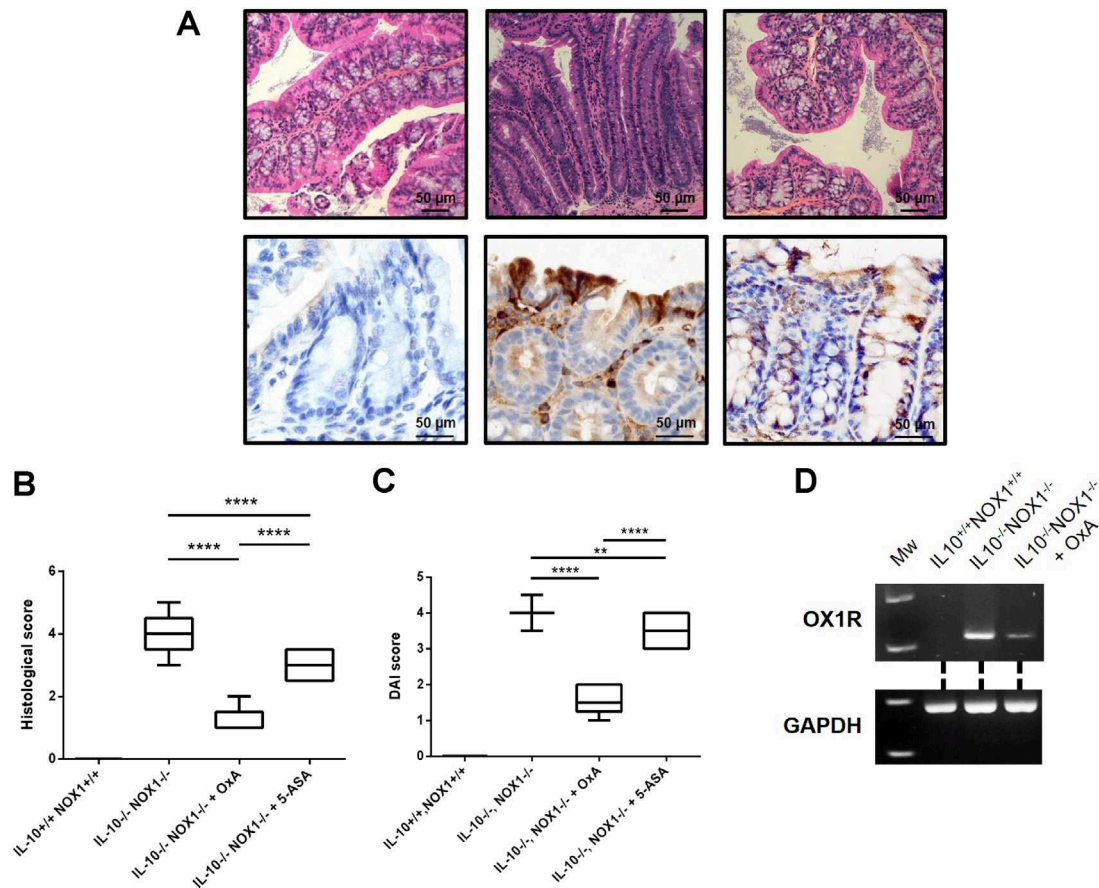 A
50 µm
50 µm
50 µm
50 µm
50 µm
50 µm
B
****
****
****
Histological score
6
4
2
0
IL-10+/+ NOX1+/+
IL-10-/- NOX1-/-
IL-10-/- NOX1-/- + OxA
IL-10-/- NOX1-/- + 5-ASA
C
****
**
****
DAI score
5
4
3
2
1
0
IL-10+/+,NOX1+/+
IL-10-/-, NOX1-/-
IL-10-/-, NOX1-/- + OxA
IL-10-/-, NOX1-/- + 5-ASA
D
Mw
IL10+/+NOX1+/+
IL10-/-NOX1-/-
IL10-/-NOX1-/-
+ OxA
OX1R
GAPDH